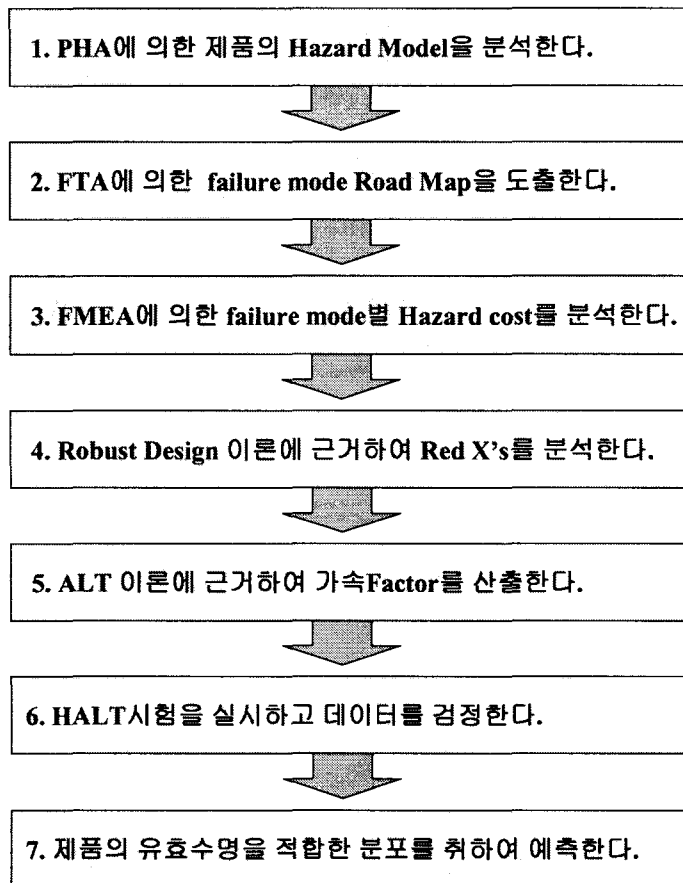 1. PHA에 의한 제품의 Hazard Model을 분석한다.
2. FTA에 의한 failure mode Road Map을 도출한다.
3. FMEA에 의한 failure mode별 Hazard cost를 분석한다.
4. Robust Design 이론에 근거하여 Red X's를 분석한다.
5. ALT 이론에 근거하여 가속Factor를 산출한다.
6. HALT시험을 실시하고 데이터를 검정한다.
7. 제품의 유효수명을 적합한 분포를 취하여 예측한다.